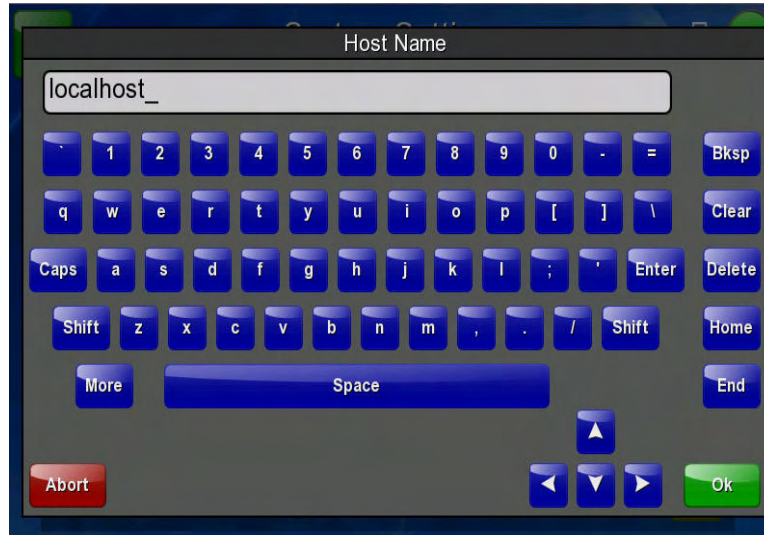 Host Name
localhost_
` 1 2 3 4 5 6 7 8 9 0 - = Bksp
q w e r t y u i o p [ ] \ Clear
Caps a s d f g h j k l ; ' Enter Delete
Shift z x c v b n m , . / Shift Home
More Space End
Abort Ok